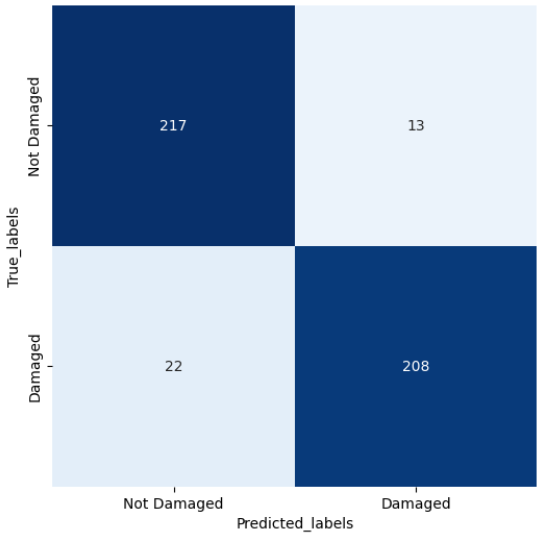 True_labels
Not Damaged
217
13
Damaged
22
208
Not Damaged
Damaged
Predicted_labels